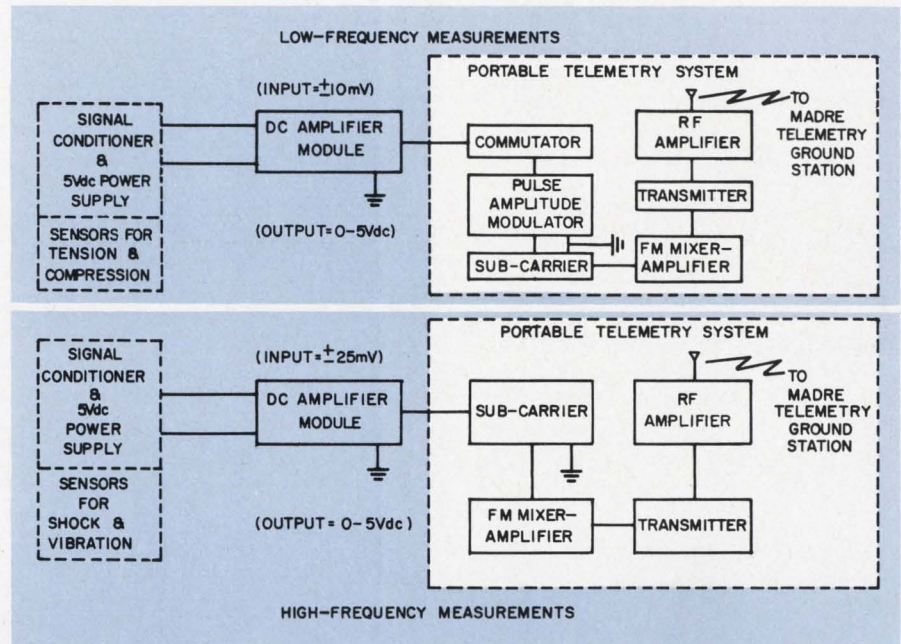 LOW-FREQUENCY MEASUREMENTS
PORTABLE TELEMETRY SYSTEM
(INPUT=±10mV)
SIGNAL
CONDITIONER
&
5Vdc POWER
SUPPLY
SENSORS FOR
TENSION &
COMPRESSION
DC AMPLIFIER
MODULE
(OUTPUT=0-5Vdc)
COMMUTATOR
PULSE
AMPLITUDE
MODULATOR
SUB-CARRIER
RF
AMPLIFIER
TRANSMITTER
FM MIXER-
AMPLIFIER
TO
MADRE
TELEMETRY
GROUND
STATION
PORTABLE TELEMETRY SYSTEM
(INPUT=±25mV)
SIGNAL
CONDITIONER
&
5Vdc
POWER
SUPPLY
SENSORS
FOR
SHOCK &
VIBRATION
DC AMPLIFIER
MODULE
(OUTPUT= 0-5Vdc)
SUB-CARRIER
FM MIXER-
AMPLIFIER
RF
AMPLIFIER
TRANSMITTER
TO
MADRE
TELEMETRY
GROUND
STATION
HIGH-FREQUENCY MEASUREMENTS